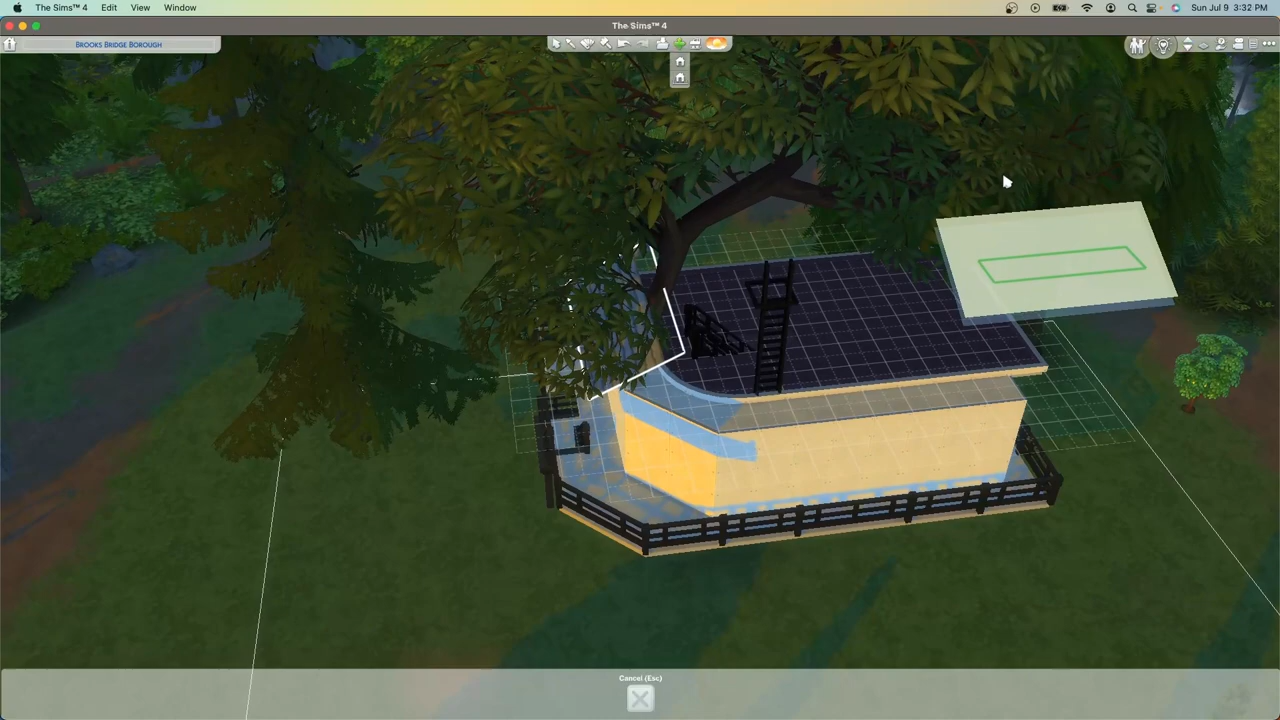 The Sims™ 4
Edit
View
Window
Sun Jul 9 3:32 PM
The Sims™ 4
BROOKS BRIDGE BOROUGH
Cancel (Esc)